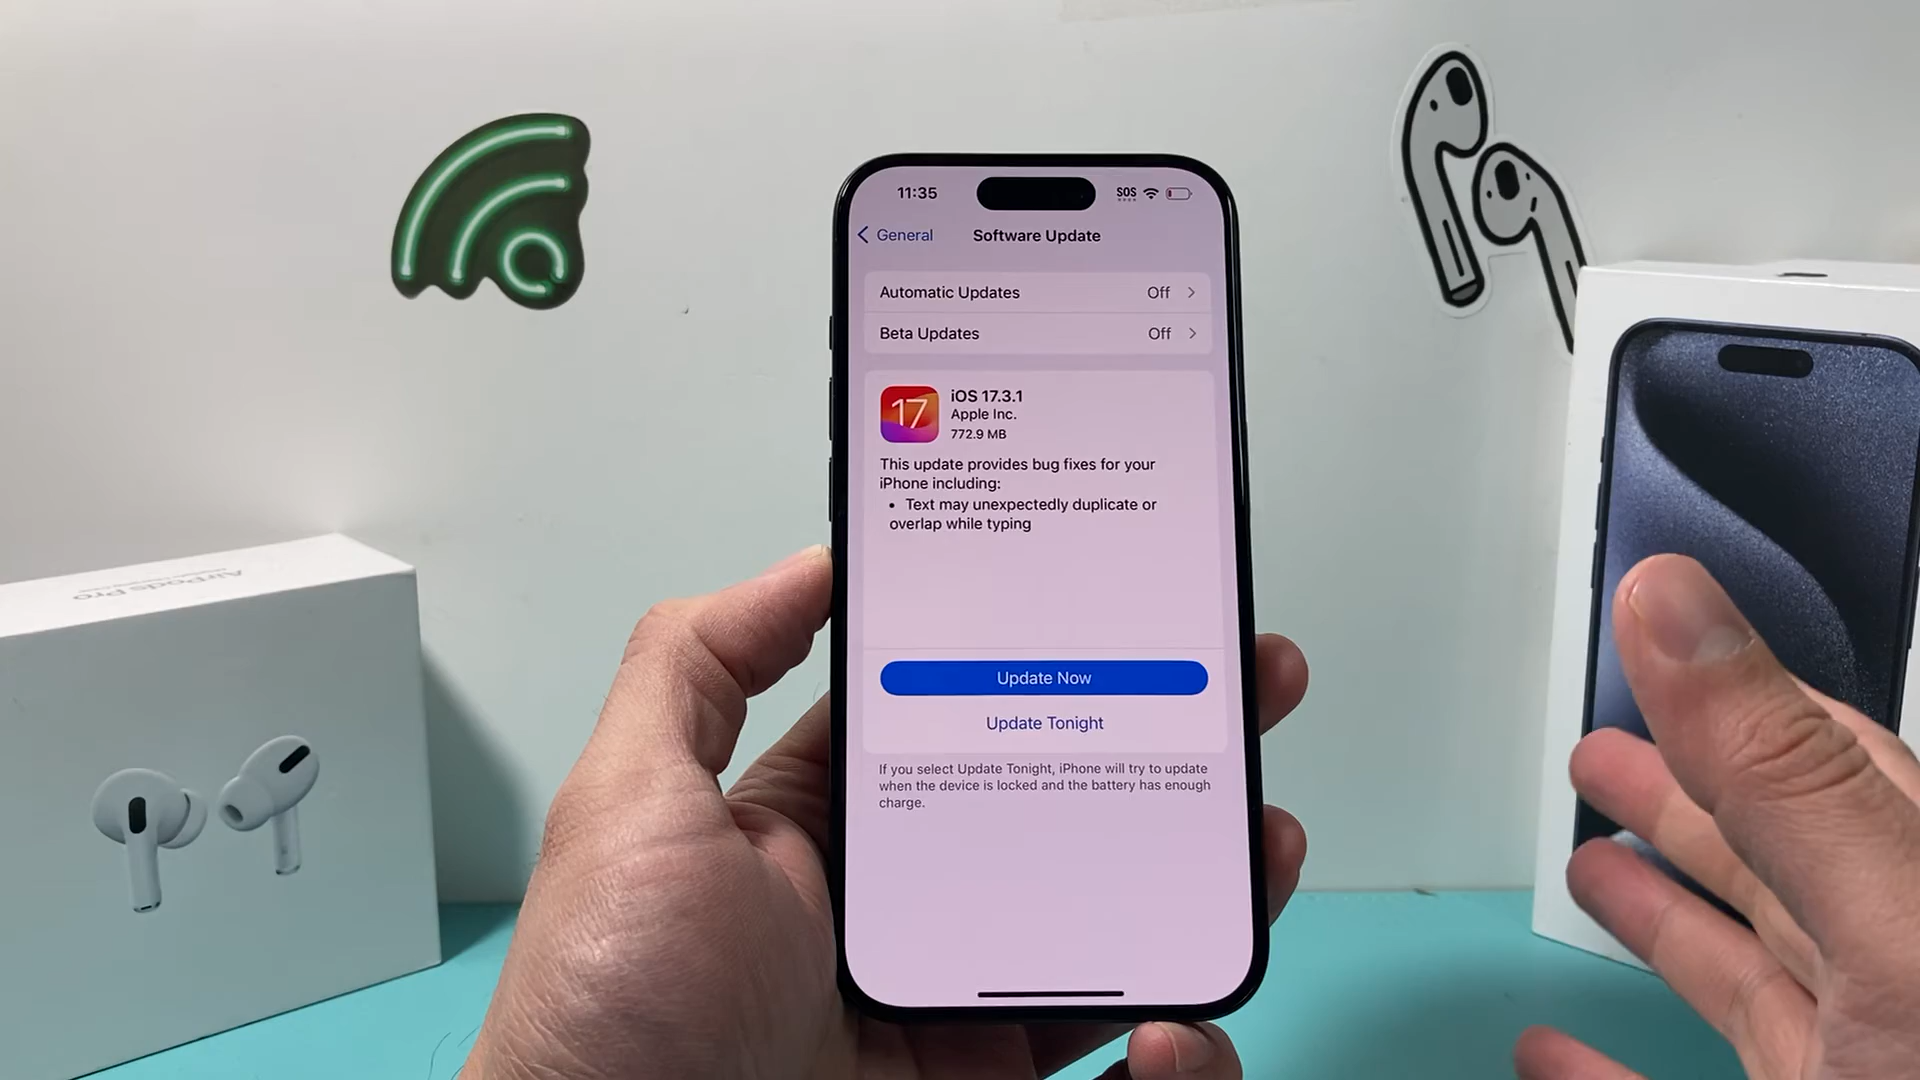 11:35
SOS
General
Software Update
Automatic Updates Off
Beta Updates Off
17
iOS 17.3.1
Apple Inc.
772.9 MB
This update provides bug fixes for your
iPhone including:
• Text may unexpectedly duplicate or
overlap while typing
Update Now
Update Tonight
If you select Update Tonight, iPhone will try to update
when the device is locked and the battery has enough
charge.
AirPods Pro